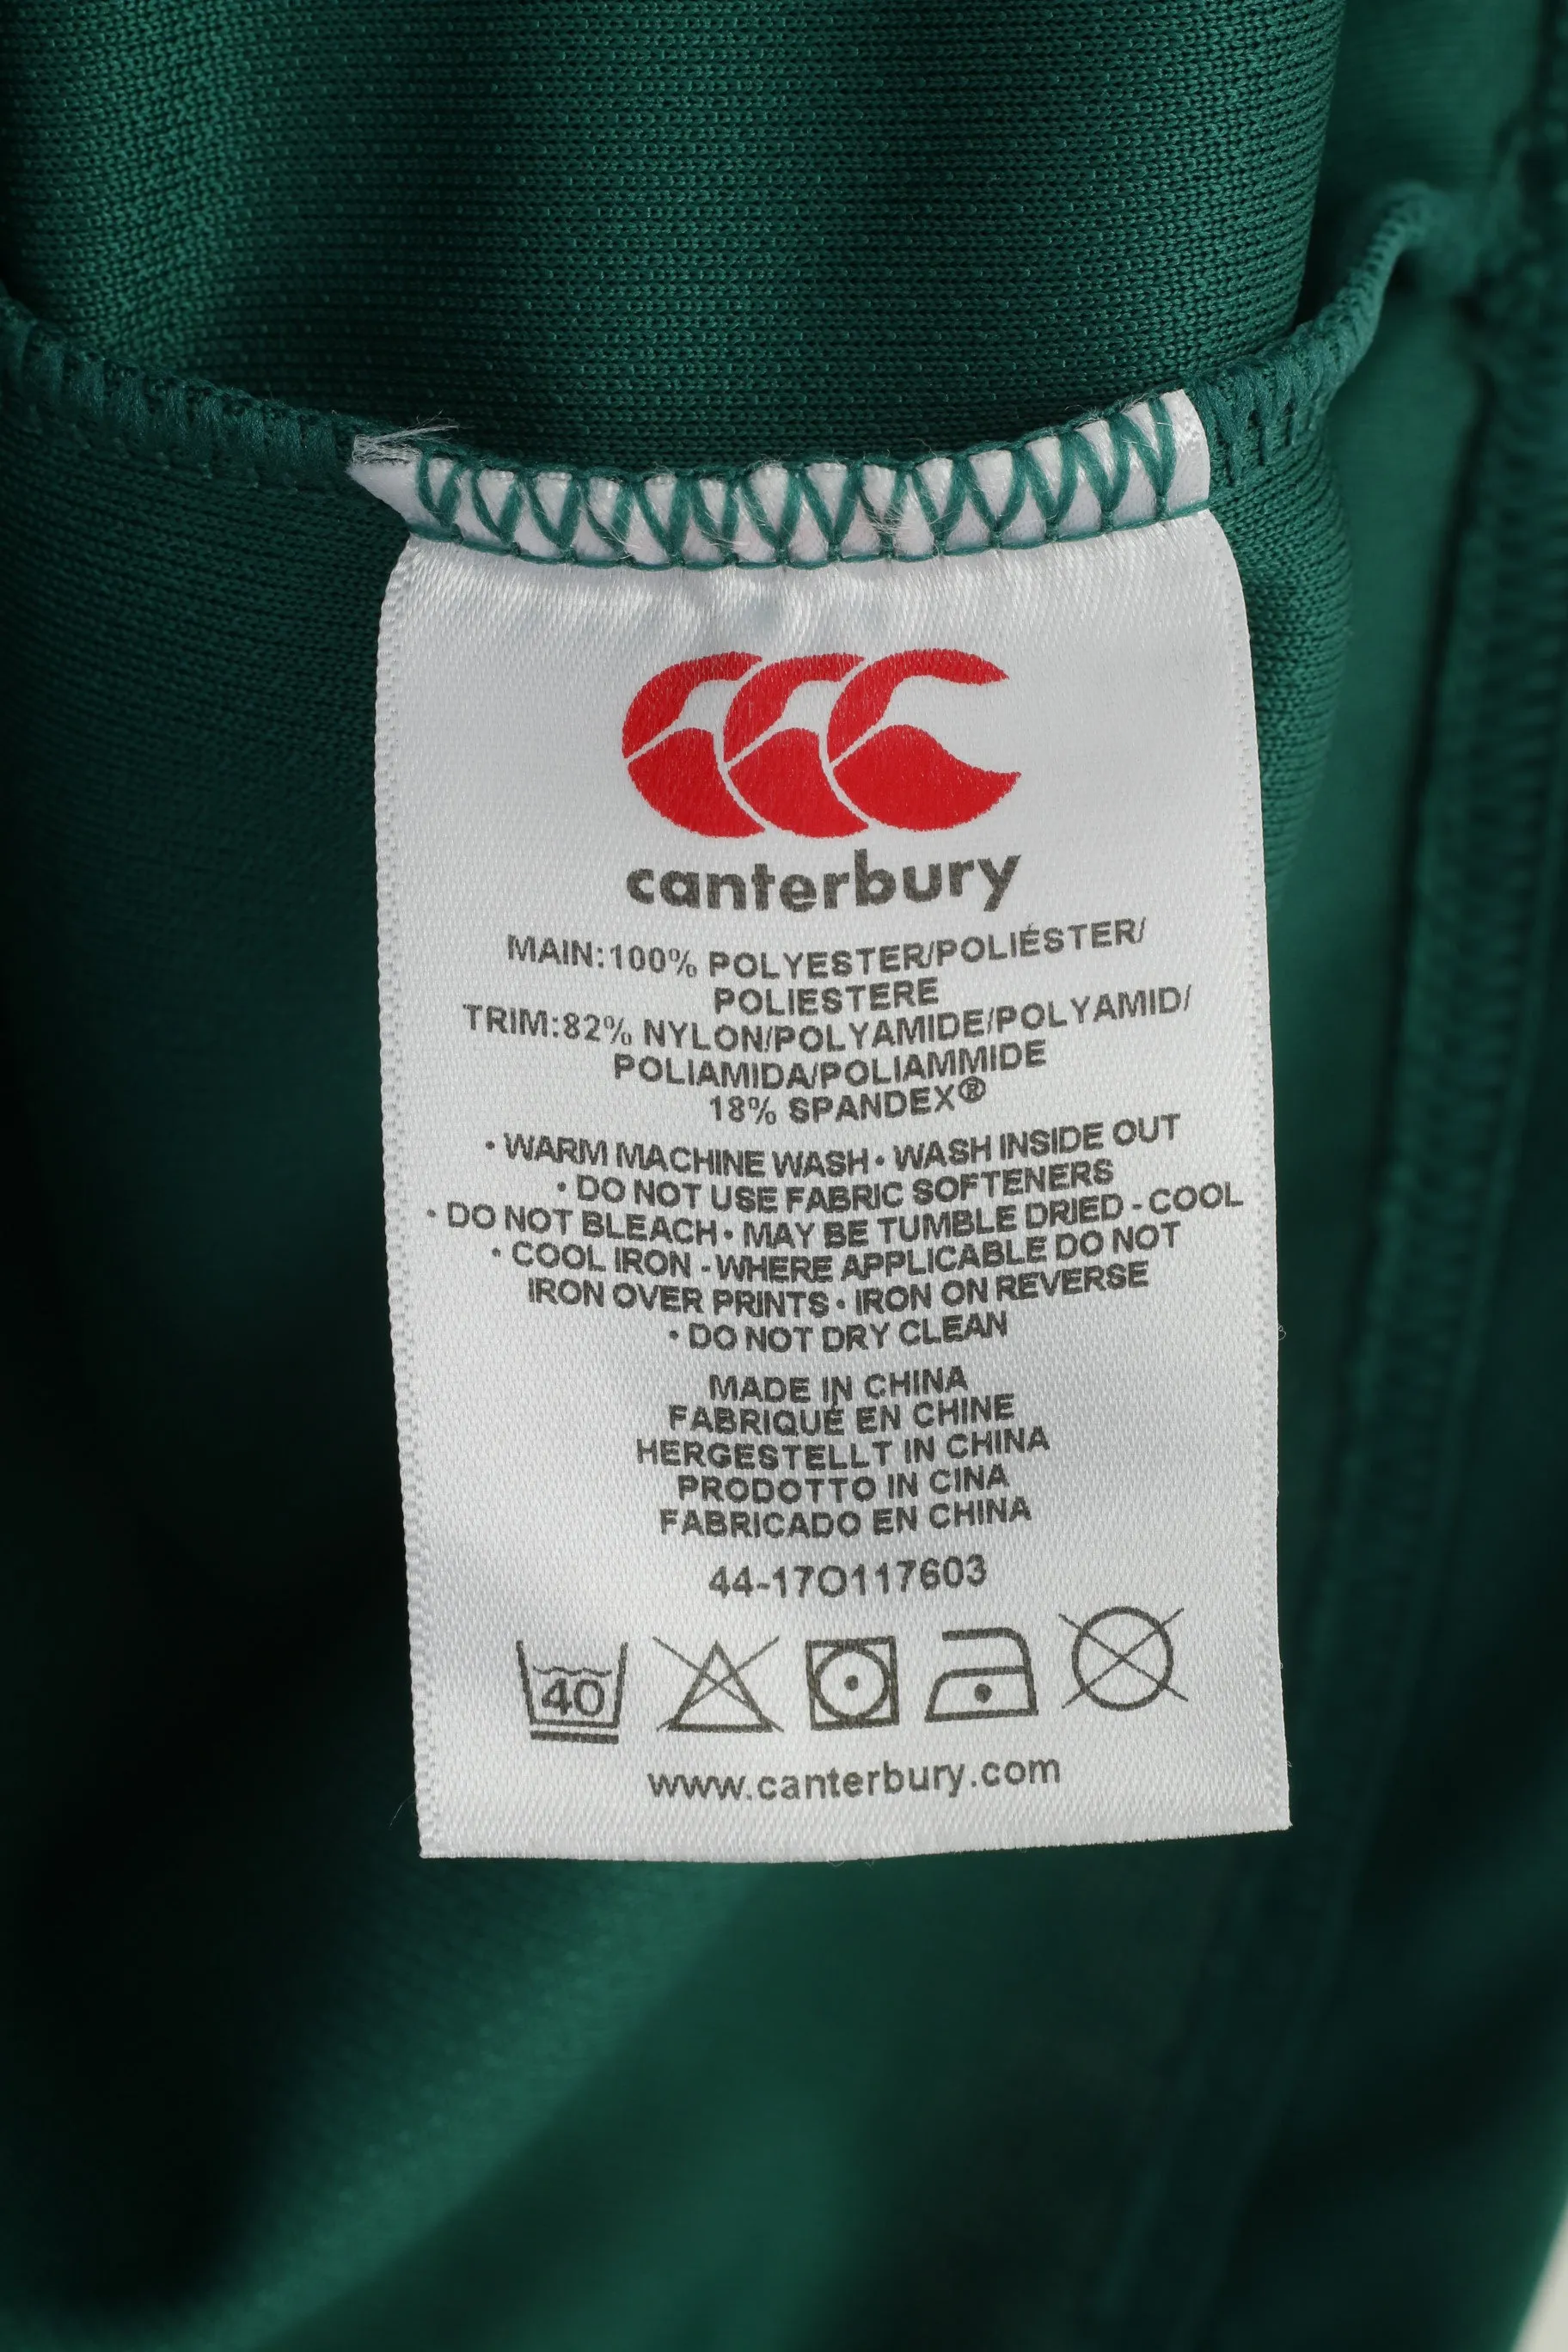 canterbury
MAIN:100% POLYESTER/POLIÉSTER/
POLIESTERE
TRIM:82% NYLON/POLYAMIDE/POLYAMID/
POLIAMIDA/POLIAMMIDE
18% SPANDEX®
• WARM MACHINE WASH • WASH INSIDE OUT
• DO NOT USE FABRIC SOFTENERS
• DO NOT BLEACH • MAY BE TUMBLE DRIED - COOL
• COOL IRON - WHERE APPLICABLE DO NOT
IRON OVER PRINTS • IRON ON REVERSE
• DO NOT DRY CLEAN
MADE IN CHINA
FABRIQUÉ EN CHINE
HERGESTELLT IN CHINA
PRODOTTO IN CINA
FABRICADO EN CHINA
44-17O117603
40
www.canterbury.com